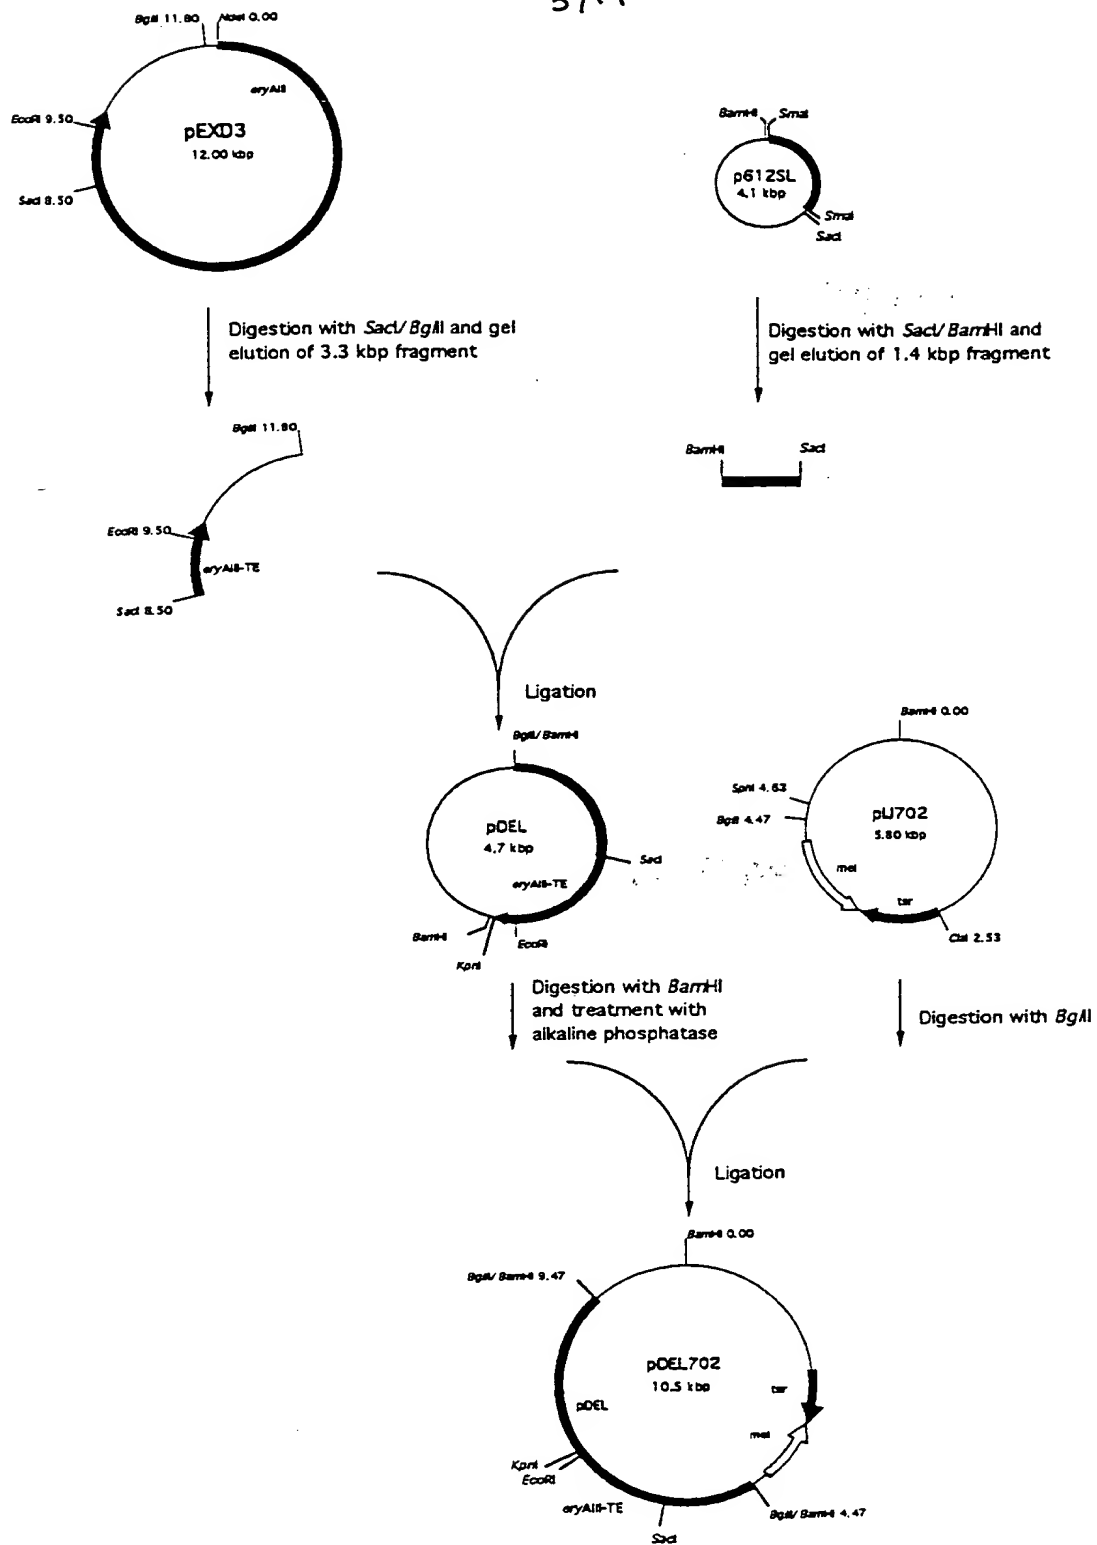 BglII 11.80
NdeI 0.00
eryAIII
EcoRI 9.50
pEXD3
12.00 kbp
SacI 8.50
BamHI
SmaI
p612SL
4.1 kbp
SmaI
SacI
Digestion with SacI/BglII and gel
elution of 3.3 kbp fragment
Digestion with SacI/BamHI and
gel elution of 1.4 kbp fragment
BglII 11.80
BamHI
SacI
EcoRI 9.50
eryAIII-TE
SacI 8.50
Ligation
BglII/BamHI
pDEL
4.7 kbp
SacI
eryAIII-TE
BamHI
KpnI
EcoRI
BamHI 0.00
SphI 4.63
BglII 4.47
pIJ702
5.80 kbp
mel
tsr
ClaI 2.53
Digestion with BamHI
and treatment with
alkaline phosphatase
Digestion with BglII
Ligation
BamHI 0.00
BglII/BamHI 9.47
pDEL702
10.5 kbp
tsr
pDEL
mel
KpnI
EcoRI
eryAIII-TE
SacI
BglII/BamHI 4.47